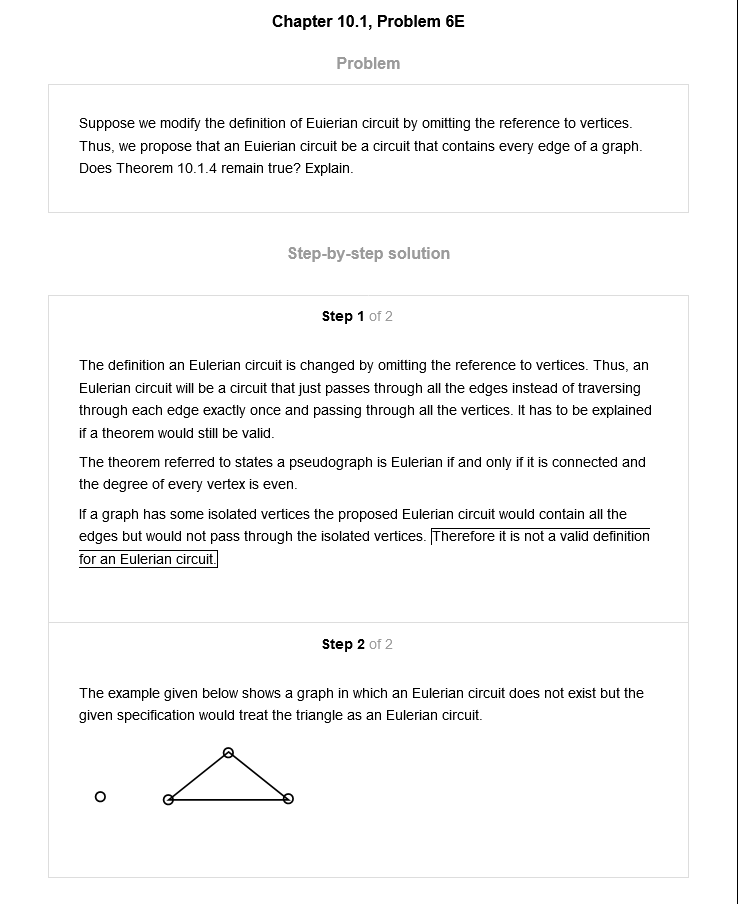 Chapter 10.1, Problem 6E
Problem
Suppose we modify the definition of Euierian circuit by omitting the reference to vertices.
Thus, we propose that an Euierian circuit be a circuit that contains every edge of a graph.
Does Theorem 10.1.4 remain true? Explain.
Step-by-step solution
Step 1 of 2
The definition an Eulerian circuit is changed by omitting the reference to vertices. Thus, an
Eulerian circuit will be a circuit that just passes through all the edges instead of traversing
through each edge exactly once and passing through all the vertices. It has to be explained
if a theorem would still be valid.
The theorem referred to states a pseudograph is Eulerian if and only if it is connected and
the degree of every vertex is even.
If a graph has some isolated vertices the proposed Eulerian circuit would contain all the
edges but would not pass through the isolated vertices. Therefore it is not a valid definition
for an Eulerian circuit.
Step 2 of 2
The example given below shows a graph in which an Eulerian circuit does not exist but the
given specification would treat the triangle as an Eulerian circuit.